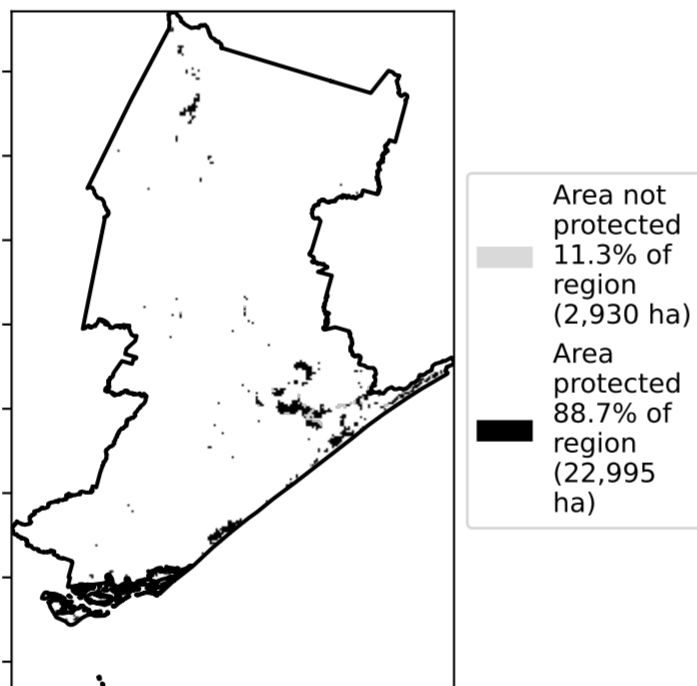 Area not
protected
11.3% of
region
(2,930 ha)
Area
protected
88.7% of
region
(22,995
ha)